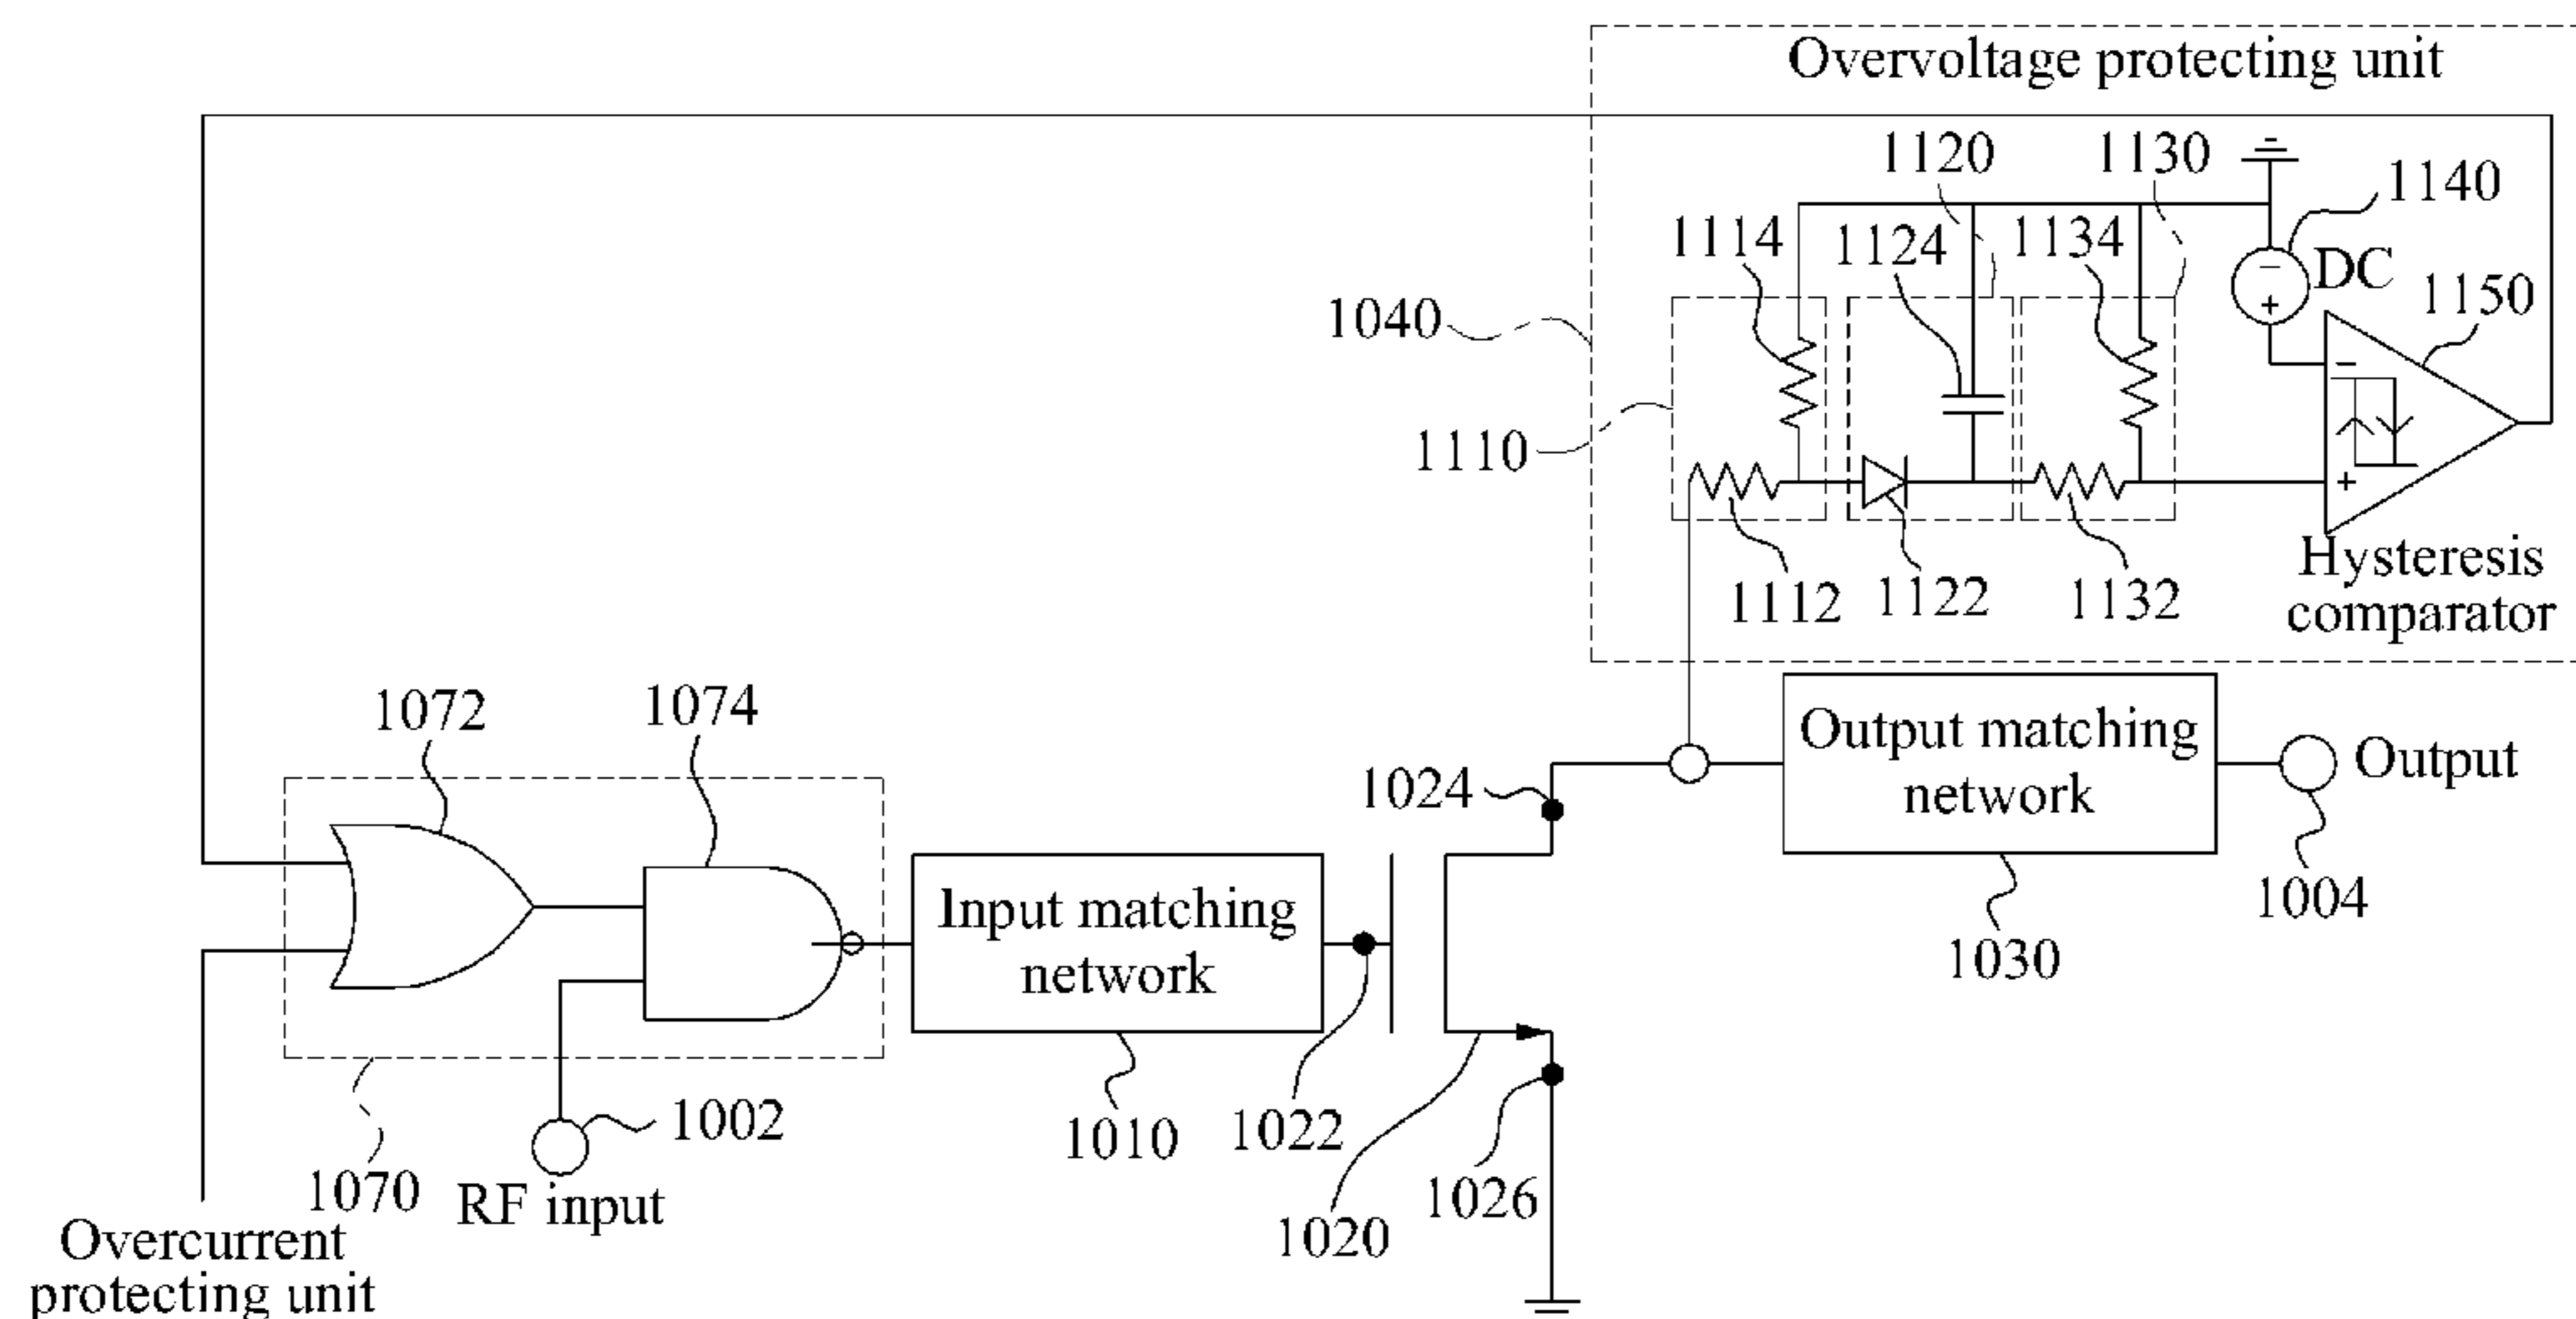 Overvoltage protecting unit
1120
1130
1140
1114
1124
1134
DC
1150
1040
1110
−
+
−
+
1112
1122
1132
Hysteresis
comparator
1072
1074
1024
Output matching
network
Output
1004
1030
Input matching
network
1002
1010
1022
1026
1020
1070
RF input
Overcurrent
protecting unit